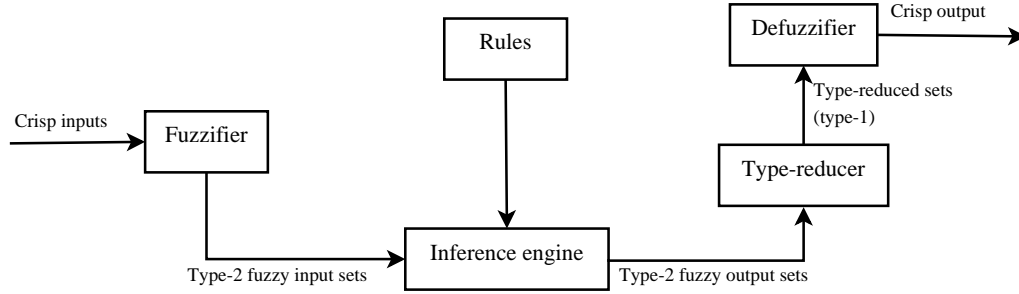 Crisp output
Defuzzifier
Rules
Type-reduced sets
(type-1)
Crisp inputs
Fuzzifier
Type-reducer
Inference engine
Type-2 fuzzy input sets
Type-2 fuzzy output sets